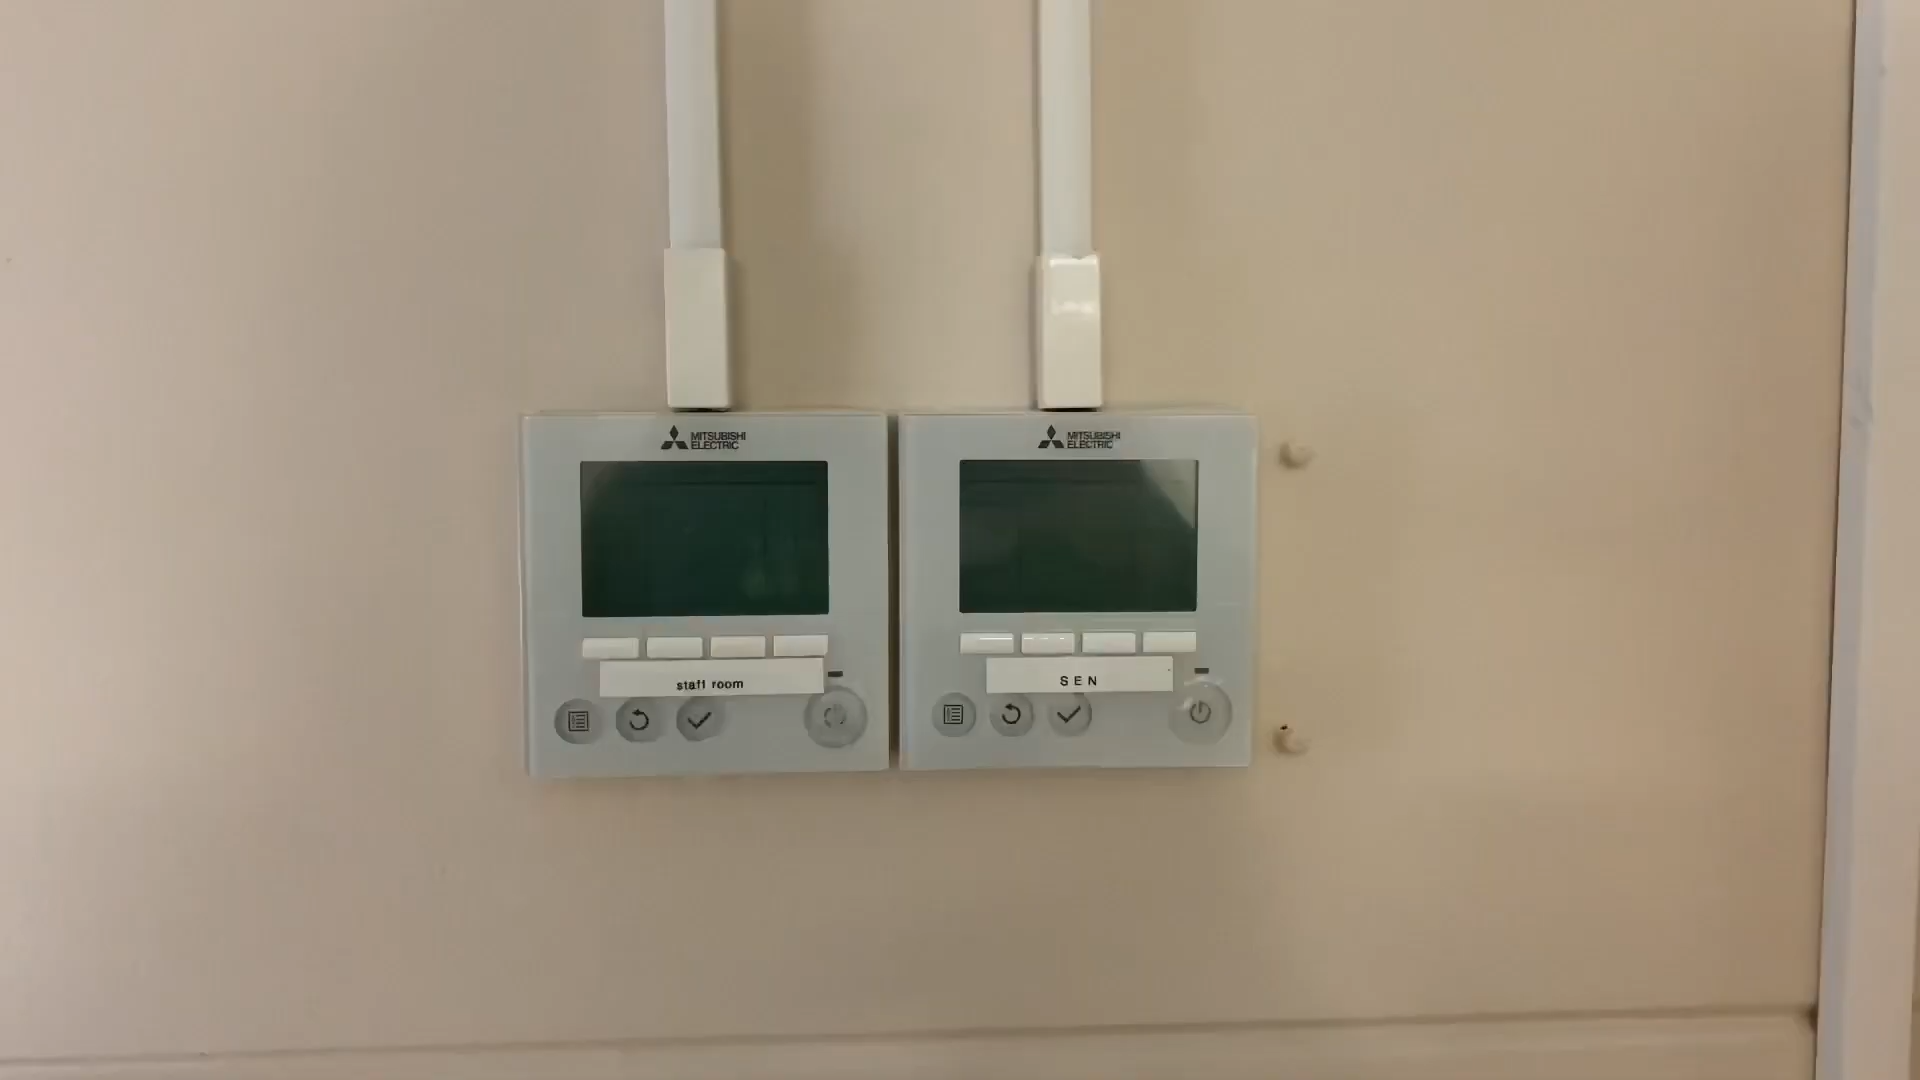 MITSUBISHI
ELECTRIC
staff room
MITSUBISHI
ELECTRIC
SEN